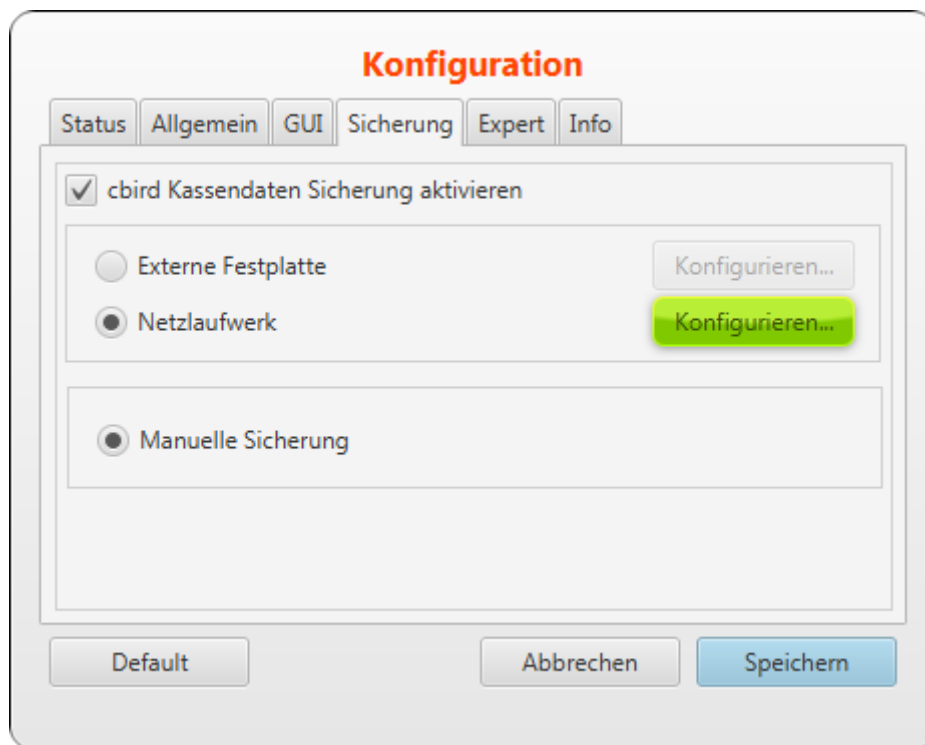 Konfiguration
Status Allgemein GUI Sicherung Expert Info
cbird Kassendaten Sicherung aktivieren
Externe Festplatte Konfigurieren...
Netzlaufwerk Konfigurieren...
Manuelle Sicherung
Default Abbrechen Speichern